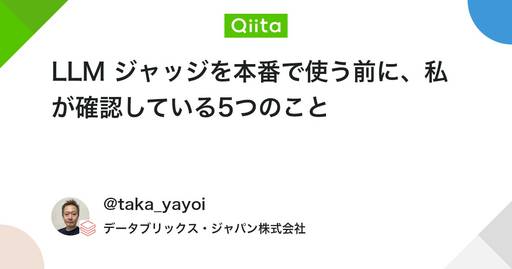 Qiita
LLM ジャッジを本番で使う前に、私
が確認している5つのこと
@taka_yayoi
データブリックス・ジャパン株式会社